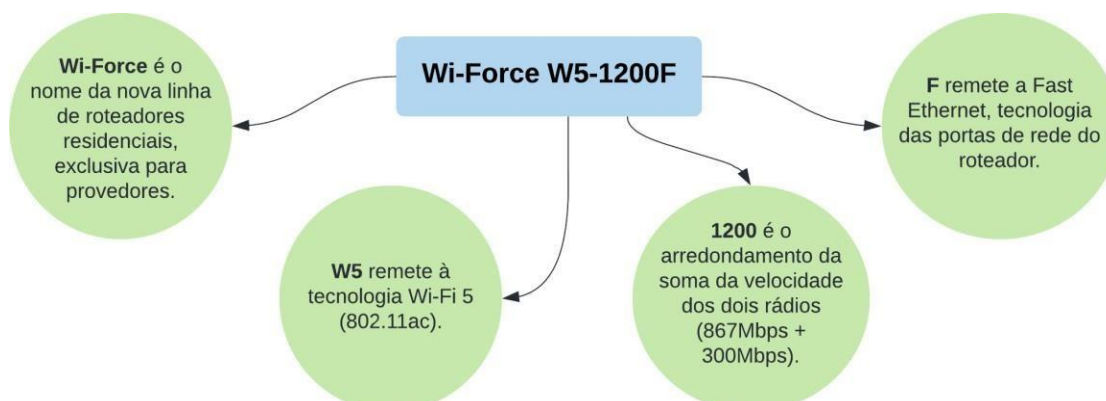 Wi-Force W5-1200F
Wi-Force é o
nome da nova linha
de roteadores
residenciais,
exclusiva para
provedores.
W5 remete à
tecnologia Wi-Fi 5
(802.11ac).
1200 é o
arredondamento da
soma da velocidade
dos dois rádios
(867Mbps +
300Mbps).
F remete a Fast
Ethernet, tecnologia
das portas de rede do
roteador.